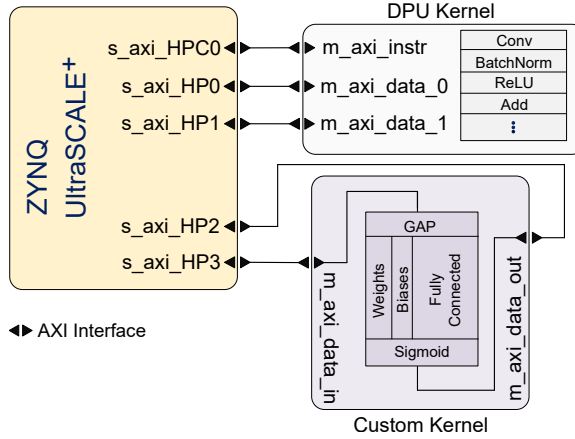 DPU Kernel
ZYNQ
UltraSCALE+
s_axi_HPC0
s_axi_HP0
s_axi_HP1
s_axi_HP2
s_axi_HP3
m_axi_instr
m_axi_data_0
m_axi_data_1
Conv
BatchNorm
ReLU
Add
m_axi_data_in
GAP
Weights
Biases
Fully
Connected
Sigmoid
m_axi_data_out
AXI Interface
Custom Kernel